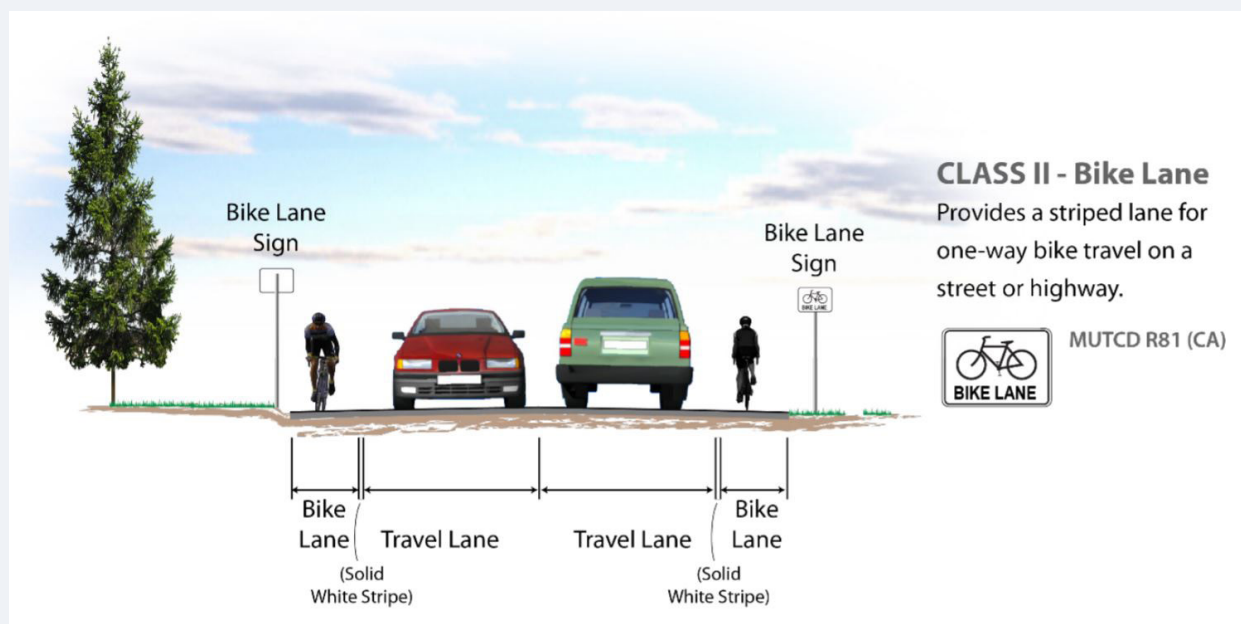 CLASS II - Bike Lane
Provides a striped lane for
one-way bike travel on a
street or highway.
MUTCD R81 (CA)
BIKE LANE
Bike Lane
Sign
Bike Lane
Sign
BIKE LANE
Bike
Lane
(Solid
White Stripe)
Travel Lane
Travel Lane
(Solid
White Stripe)
Bike
Lane